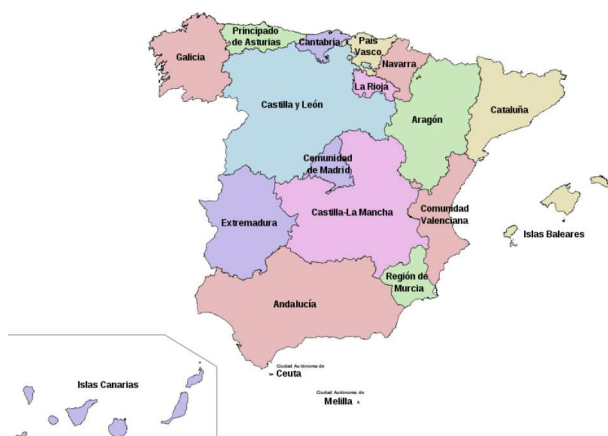 Principado
de Asturias
Cantabria
País
Vasco
Galicia
Navarra
La Rioja
Castilla y León
Aragón
Cataluña
Comunidad
de Madrid
Extremadura
Castilla-La Mancha
Comunidad
Valenciana
Islas Baleares
Región de
Murcia
Andalucía
Ciudad Autónoma de
Ceuta
Islas Canarias
Ciudad Autónoma de
Melilla